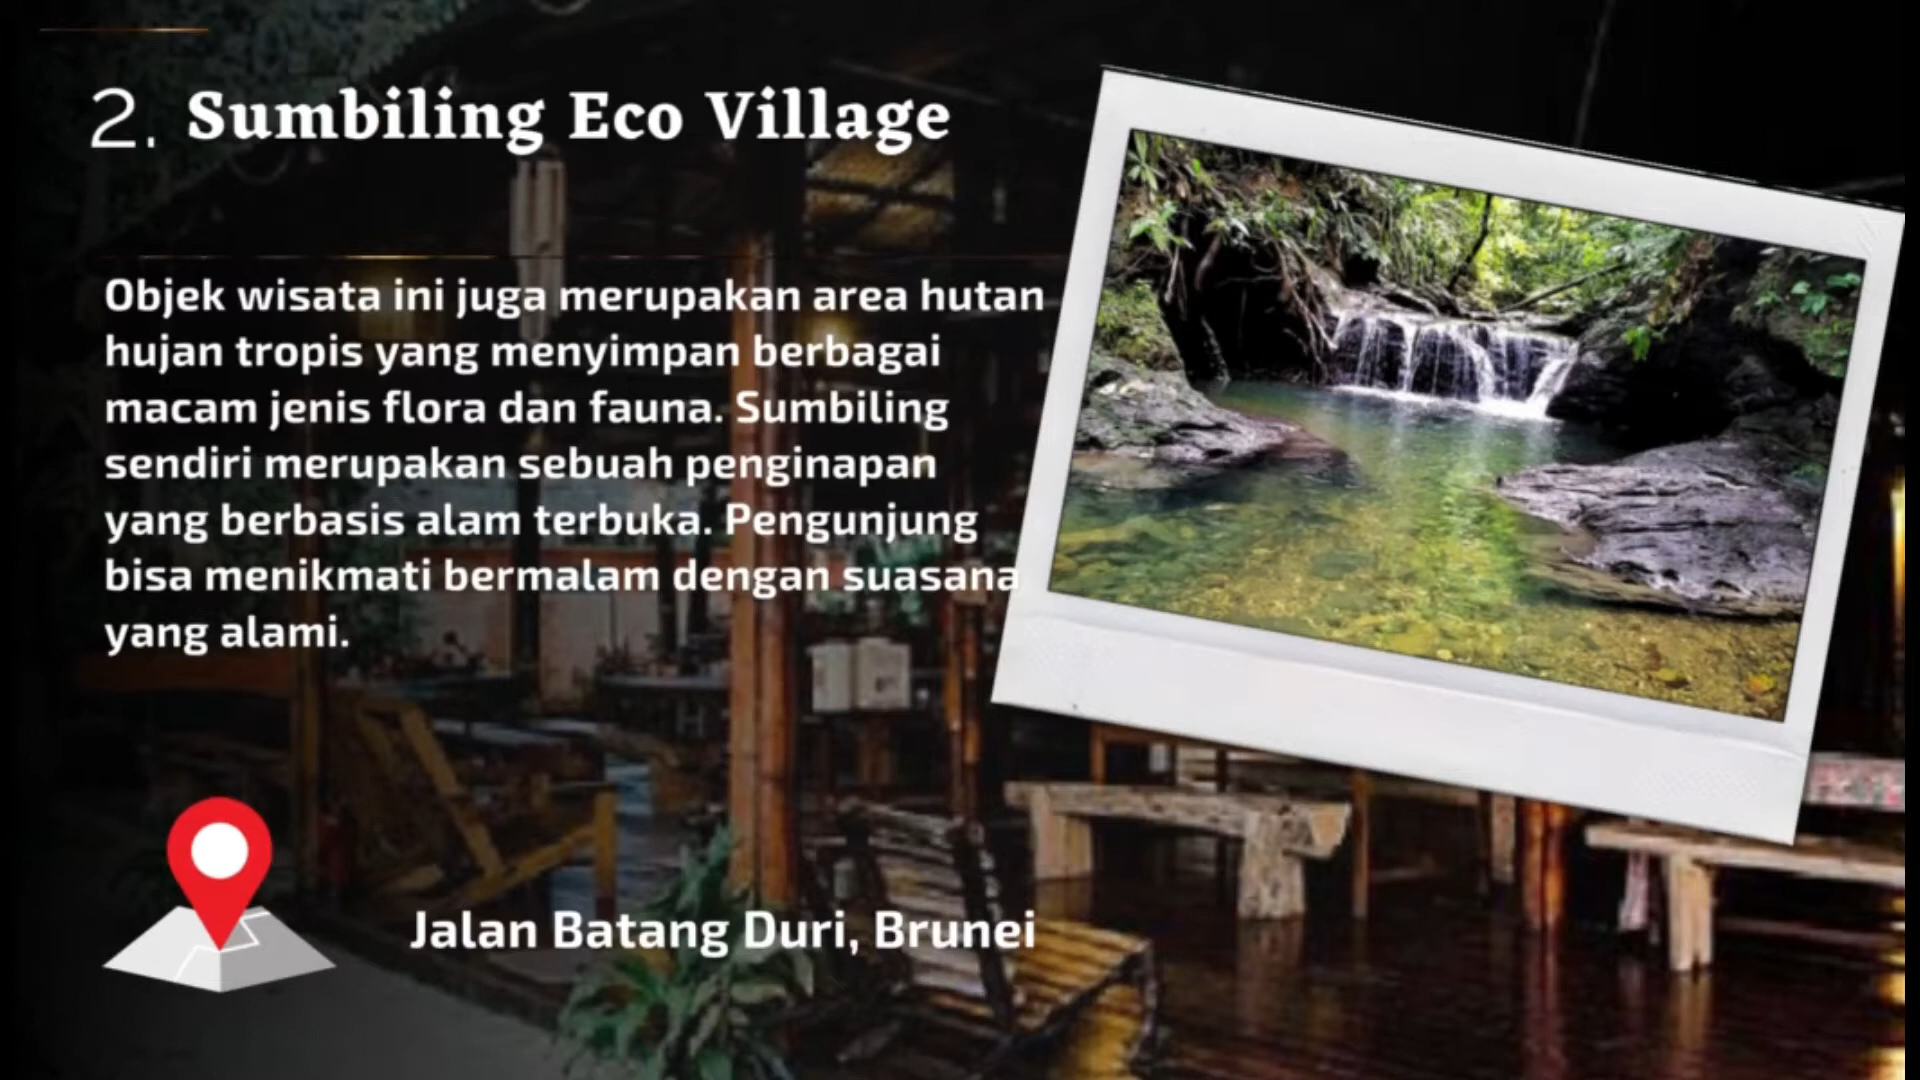 2. Sumbiling Eco Village
Objek wisata ini juga merupakan area hutan
hujan tropis yang menyimpan berbagai
macam jenis flora dan fauna. Sumbiling
sendiri merupakan sebuah penginapan
yang berbasis alam terbuka. Pengunjung
bisa menikmati bermalam dengan suasana
yang alami.
Jalan Batang Duri, Brunei